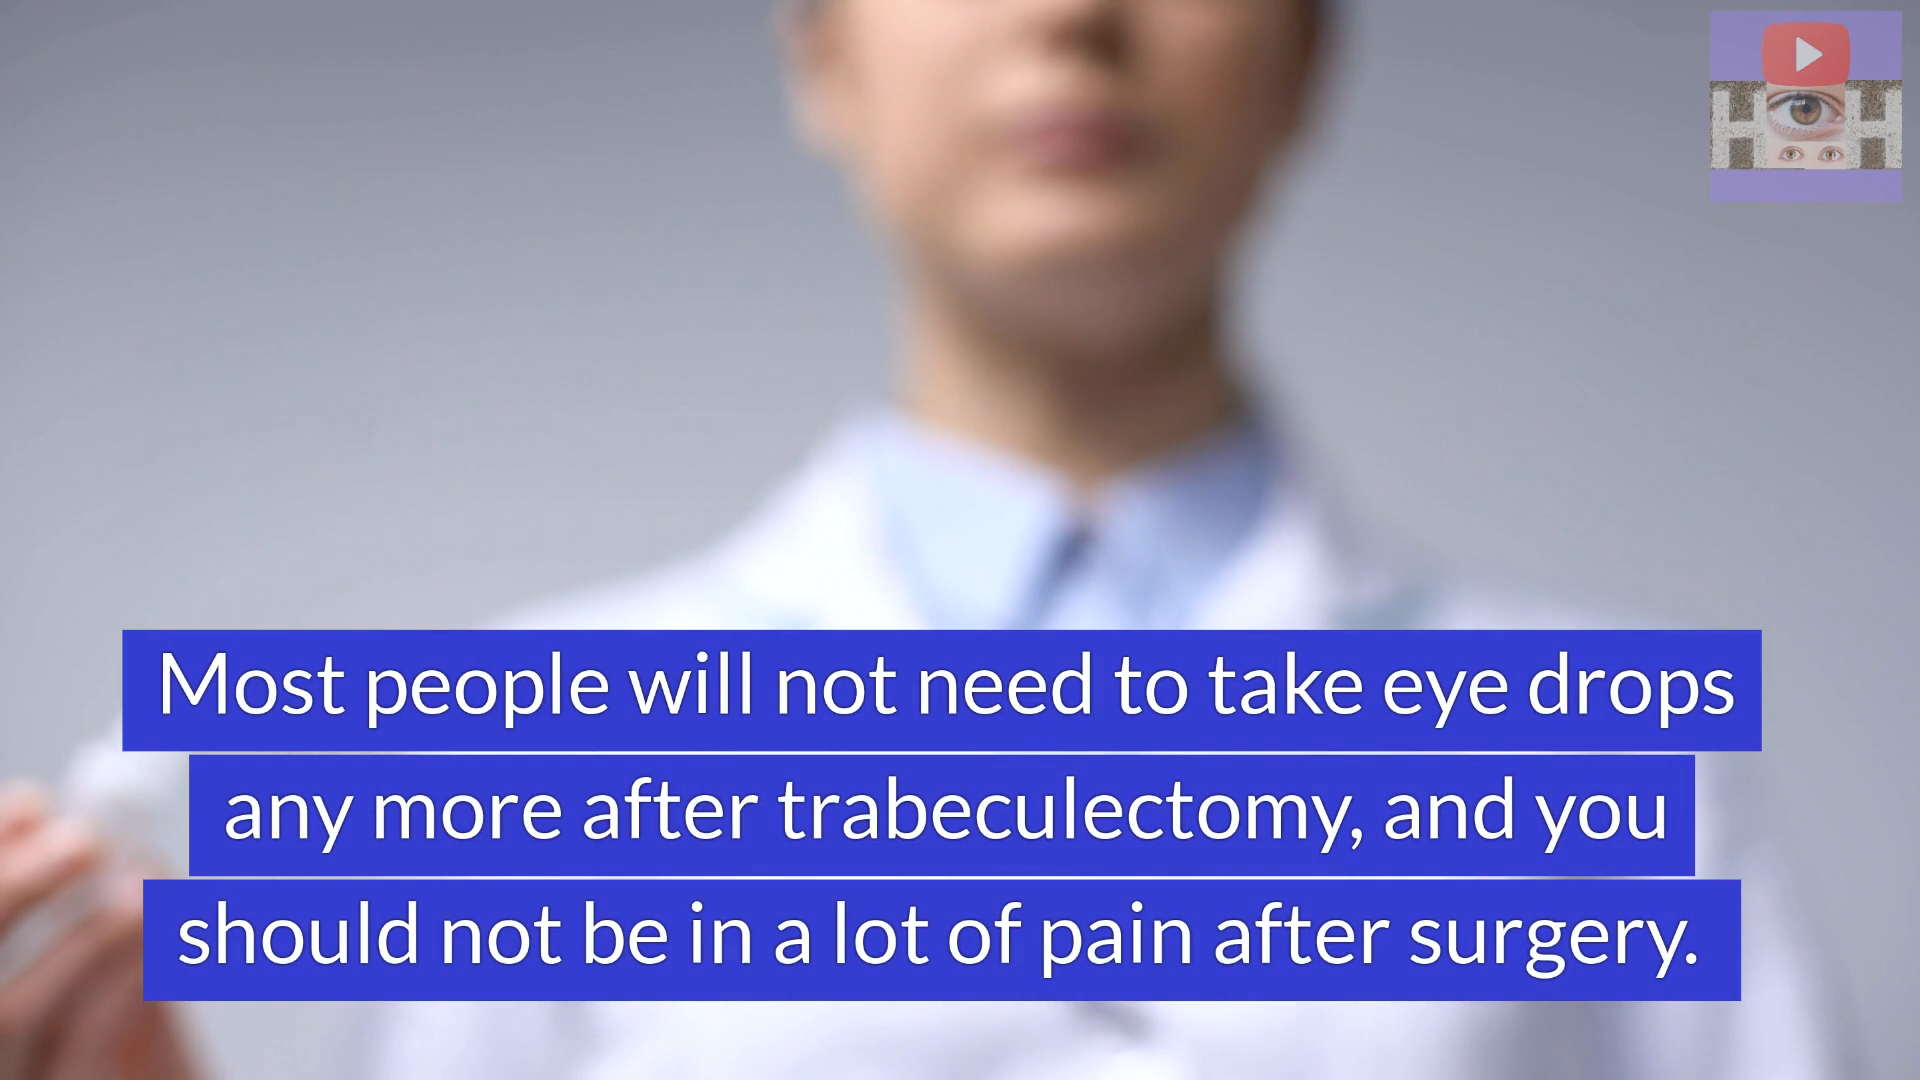 H H
Most people will not need to take eye drops
any more after trabeculectomy, and you
should not be in a lot of pain after surgery.